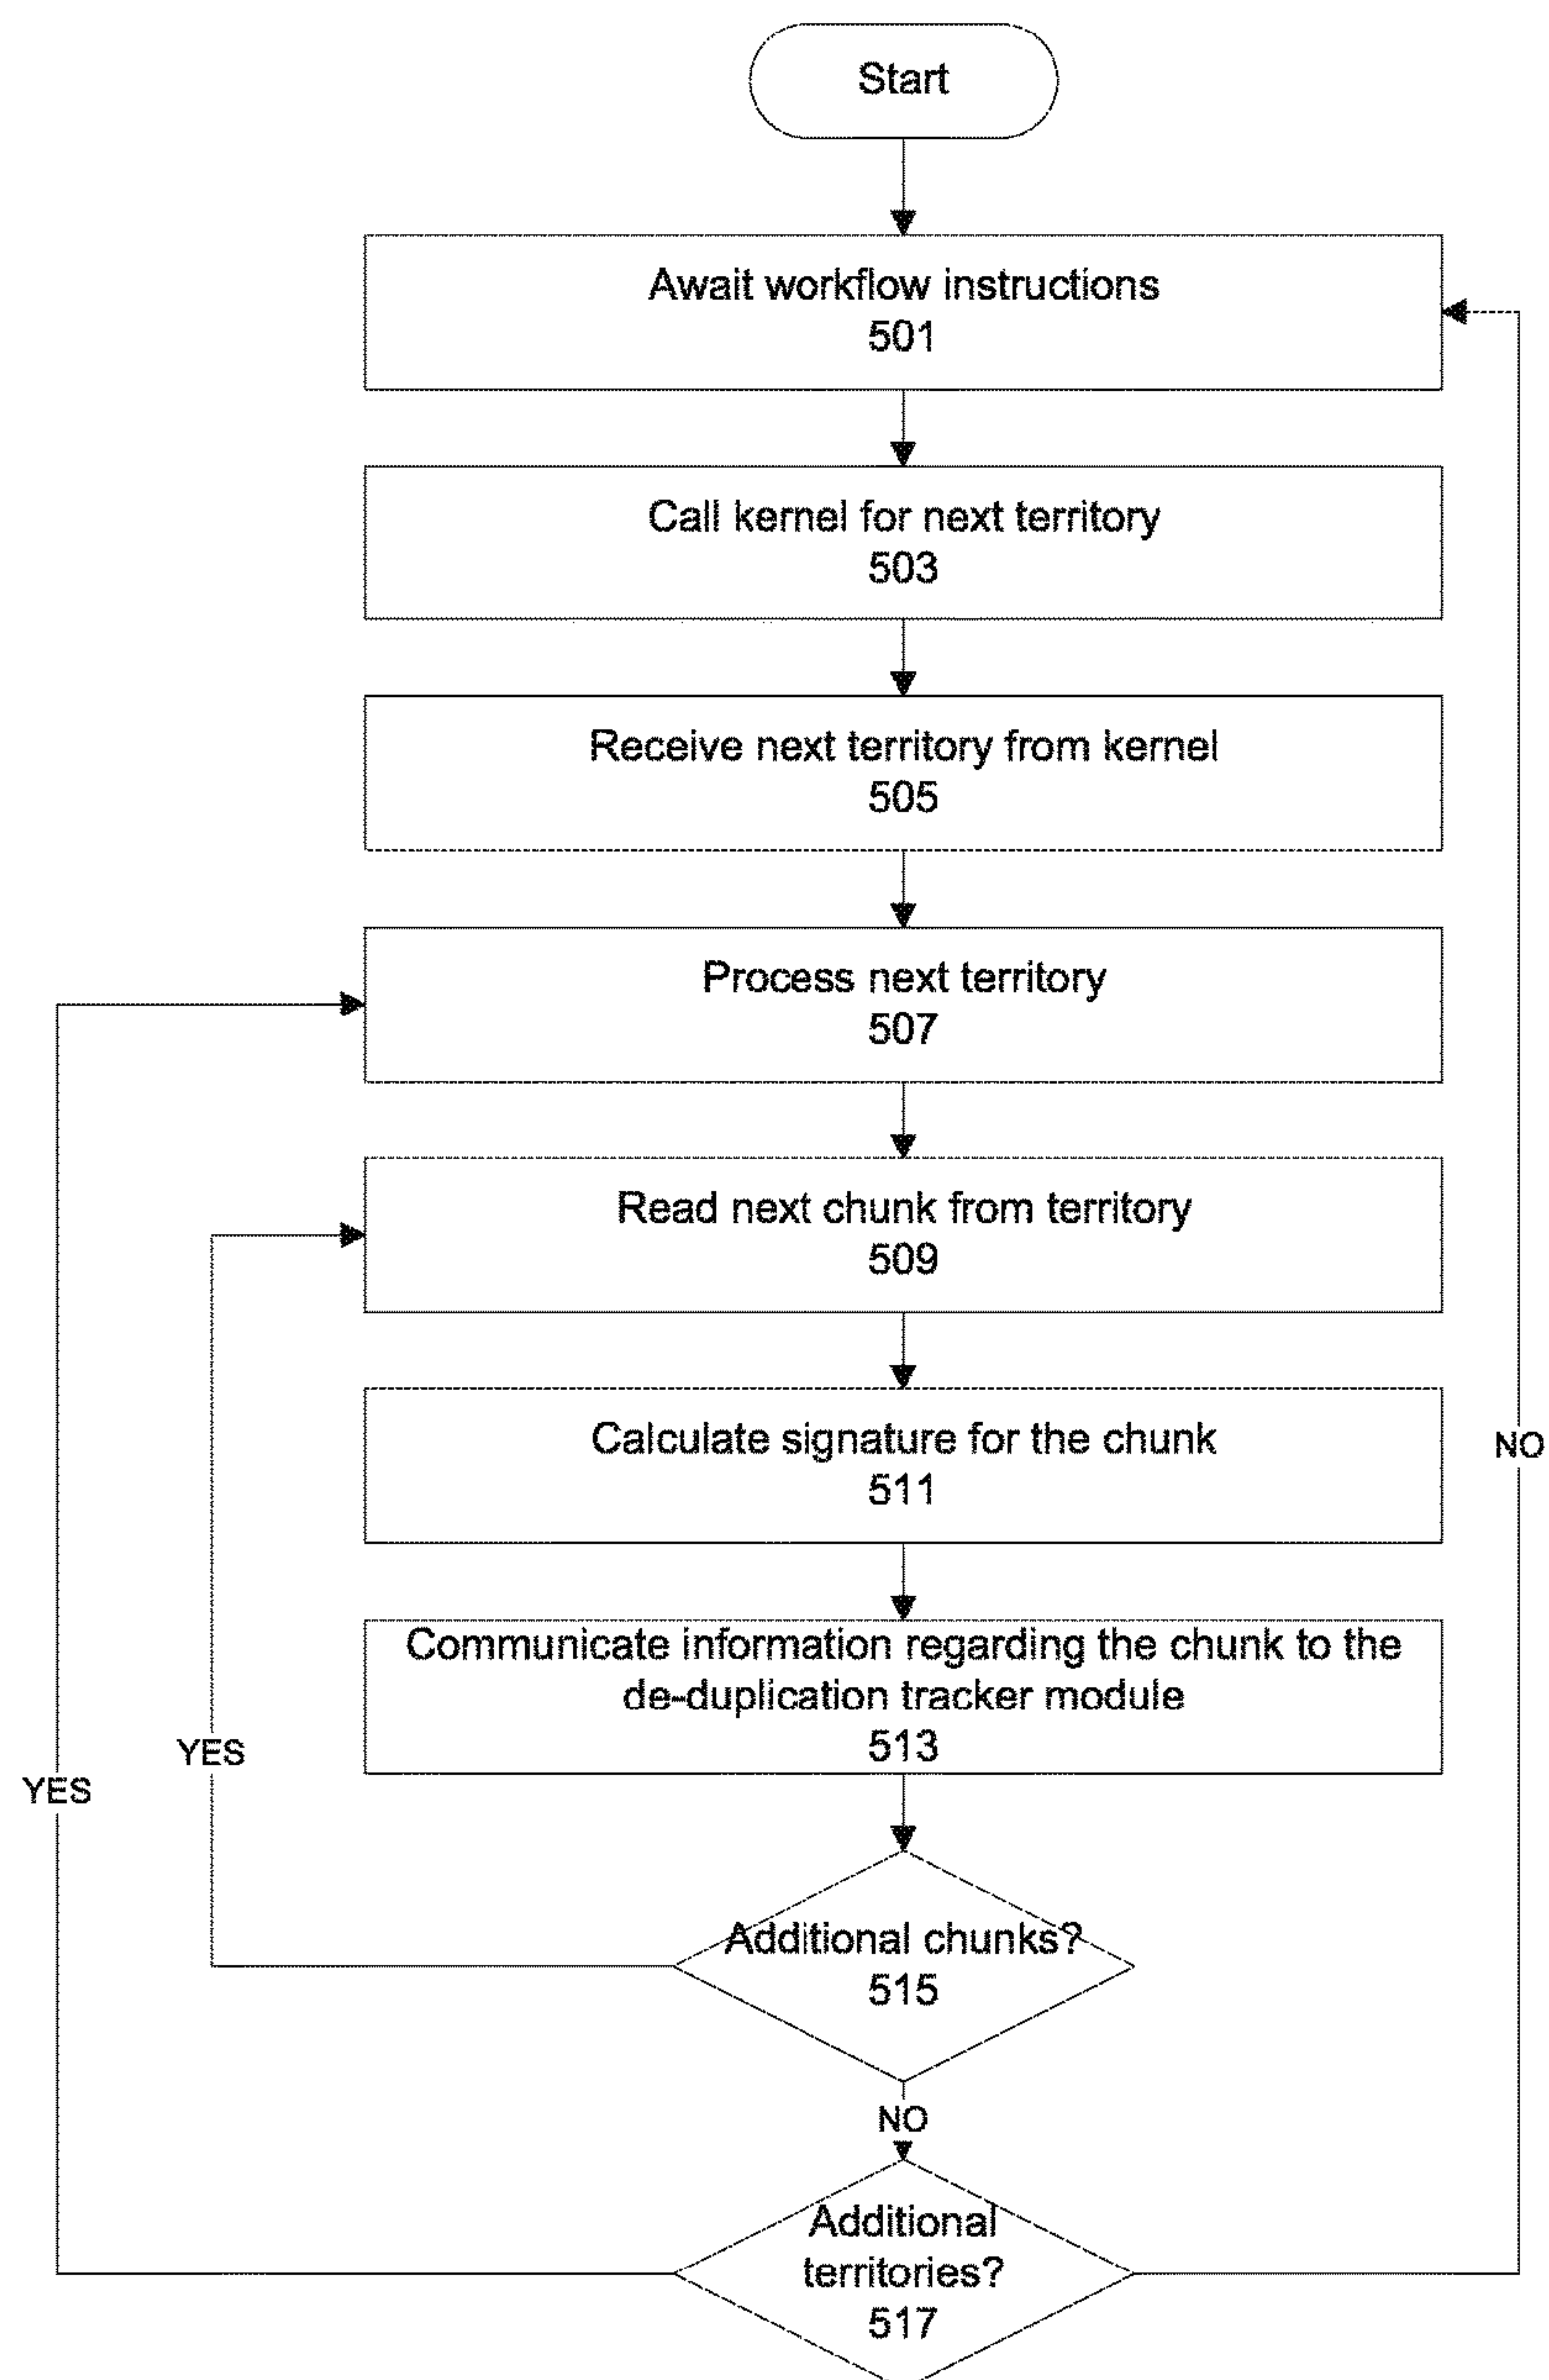 Start
Await workflow instructions
501
Call kernel for next territory
503
Receive next territory from kernel
505
Process next territory
507
Read next chunk from territory
509
Calculate signature for the chunk
511
NO
Communicate information regarding the chunk to the
de-duplication tracker module
513
YES
YES
Additional chunks?
515
NO
Additional
territories?
517